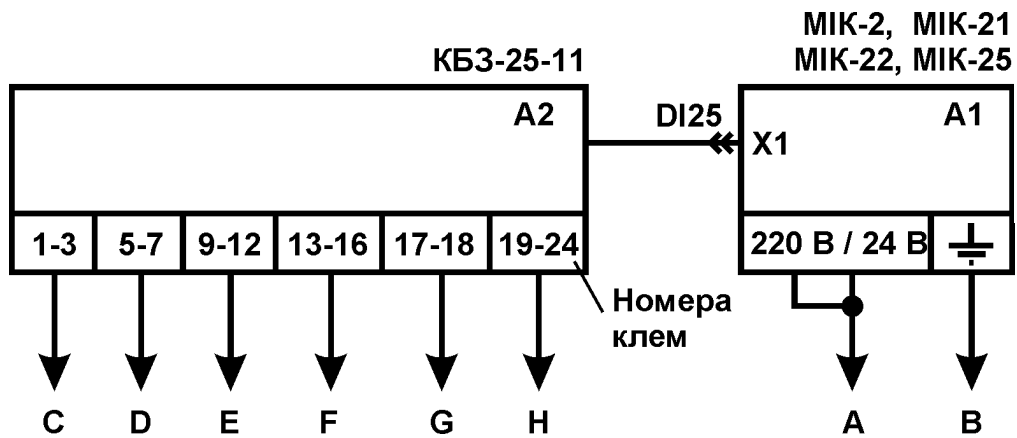 МІК-2, МІК-21
КБЗ-25-11
МІК-22, МІК-25
A2
DI25
A1
X1
1-3 5-7 9-12 13-16 17-18 19-24
220 В / 24 В
Номера
клем
C D E F G H A B